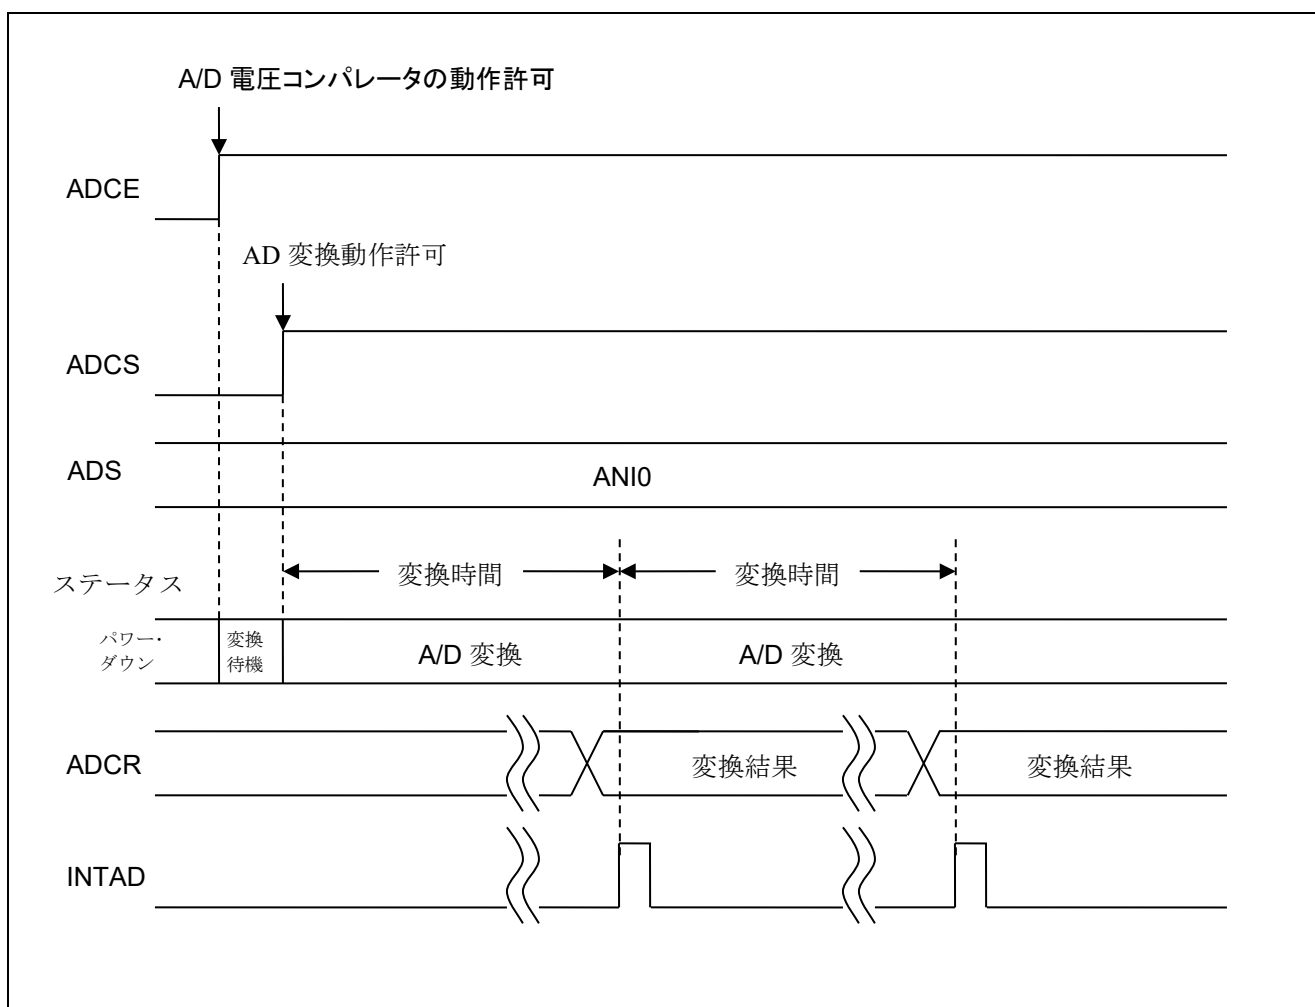 A/D 電圧コンパレータの動作許可
ADCE
AD 変換動作許可
ADCS
ADS
ANI0
ステータス
変換時間
変換時間
パワー・
ダウン
変換
待機
A/D 変換
A/D 変換
ADCR
変換結果
変換結果
INTAD